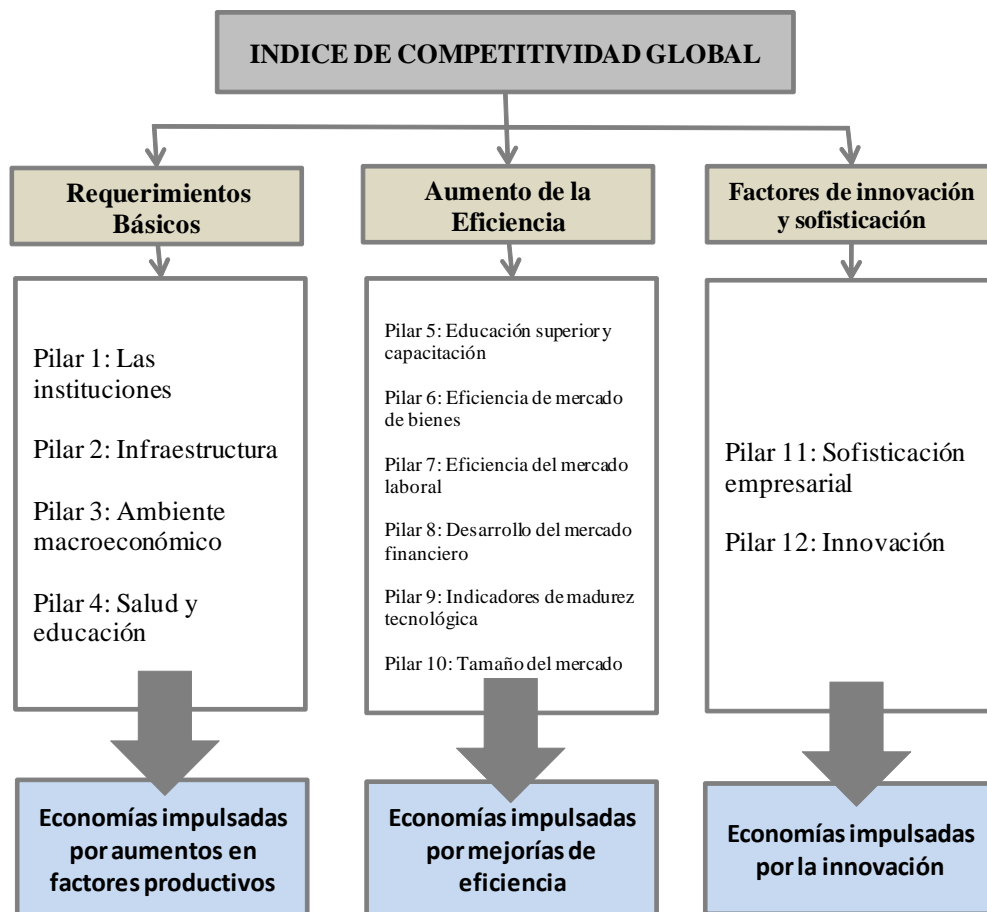 INDICE DE COMPETITIVIDAD GLOBAL
Requerimientos
Básicos
Pilar 1: Las
instituciones
Pilar 2: Infraestructura
Pilar 3: Ambiente
macroeconómico
Pilar 4: Salud y
educación
Economías impulsadas
por aumentos en
factores productivos
Aumento de la
Eficiencia
Pilar 5: Educación superior y
capacitación
Pilar 6: Eficiencia de mercado
de bienes
Pilar 7: Eficiencia del mercado
laboral
Pilar 8: Desarrollo del mercado
financiero
Pilar 9: Indicadores de madurez
tecnológica
Pilar 10: Tamaño del mercado
Economías impulsadas
por mejorías de
eficiencia
Factores de innovación
y sofisticación
Pilar 11: Sofisticación
empresarial
Pilar 12: Innovación
Economías impulsadas
por la innovación